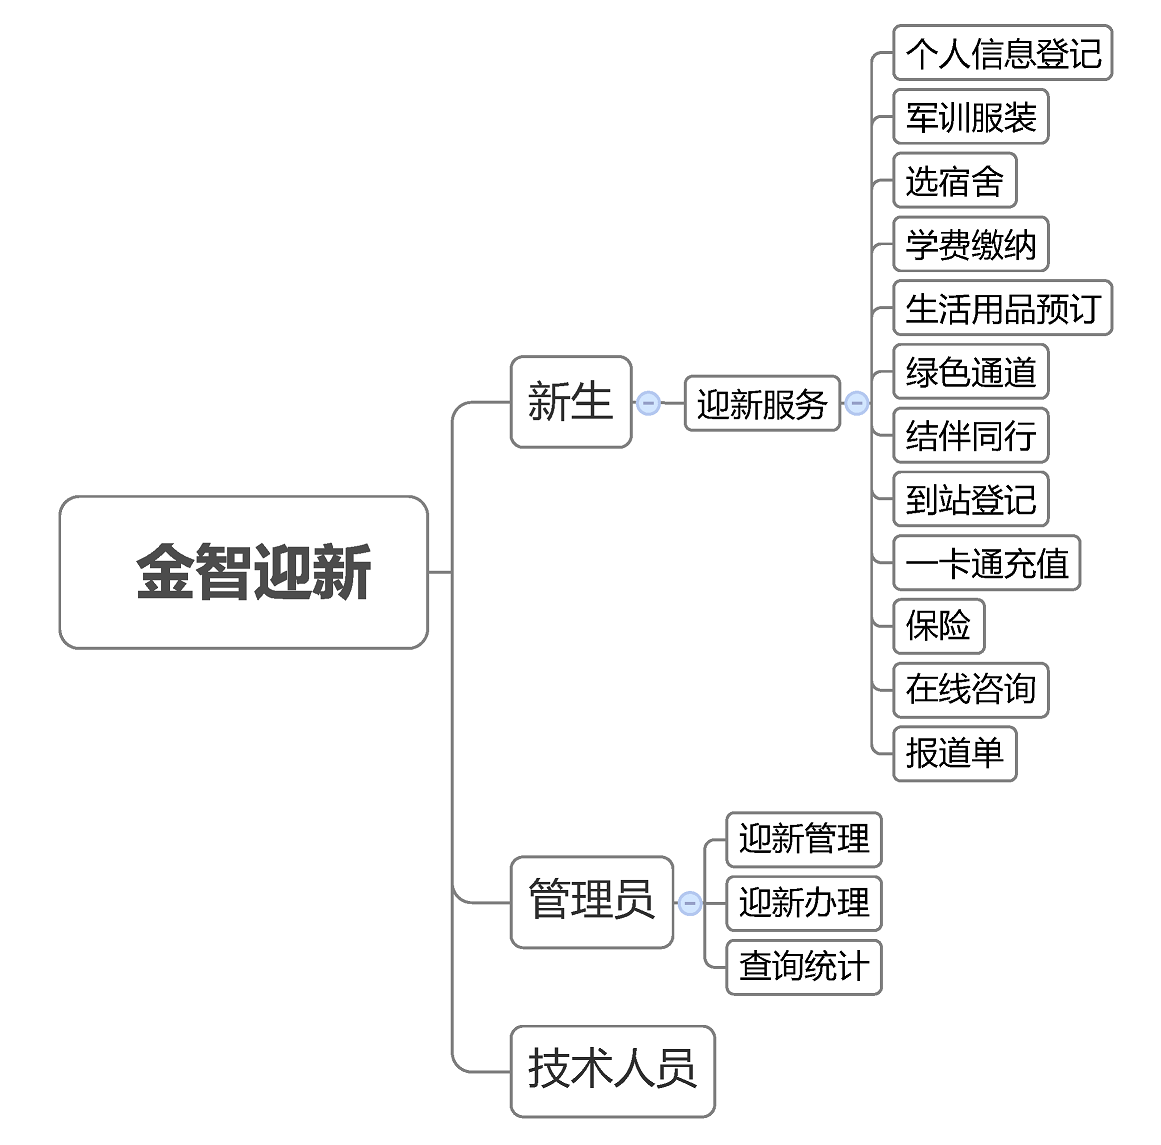 金智迎新
新生
迎新服务
个人信息登记
军训服装
选宿舍
学费缴纳
生活用品预订
绿色通道
结伴同行
到站登记
一卡通充值
保险
在线咨询
报道单
管理员
迎新管理
迎新办理
查询统计
技术人员